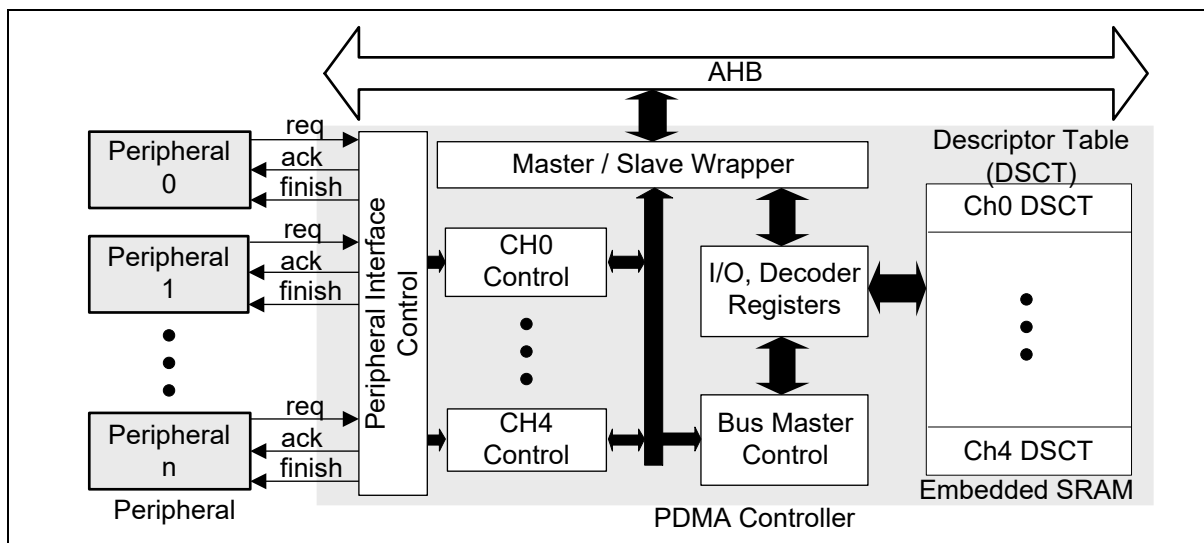 AHB
Peripheral
0
req
ack
finish
Peripheral
1
req
ack
finish
Peripheral
n
req
ack
finish
Peripheral
Peripheral Interface
Control
Master / Slave Wrapper
CH0
Control
CH4
Control
I/O, Decoder
Registers
Bus Master
Control
Descriptor Table
(DSCT)
Ch0 DSCT
Ch4 DSCT
Embedded SRAM
PDMA Controller